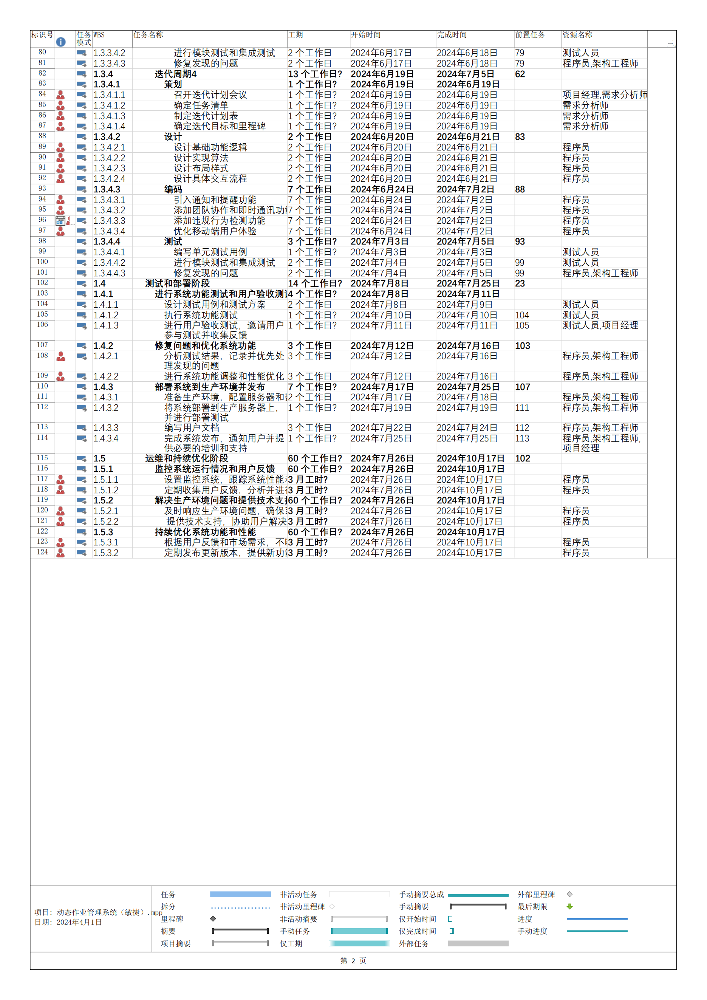 标识号 任务模式 WBS 任务名称 工期 开始时间 完成时间 前置任务 资源名称 三
80 1.3.3.4.2 进行模块测试和集成测试 2 个工作日 2024年6月17日 2024年6月18日 79 测试人员
81 1.3.3.4.3 修复发现的问题 2 个工作日 2024年6月17日 2024年6月18日 79 程序员,架构工程师
82 1.3.4 迭代周期4 13 个工作日? 2024年6月19日 2024年7月5日 62
83 1.3.4.1 策划 1 个工作日? 2024年6月19日 2024年6月19日
84 1.3.4.1.1 召开迭代计划会议 1 个工作日? 2024年6月19日 2024年6月19日 项目经理,需求分析师
85 1.3.4.1.2 确定任务清单 1 个工作日? 2024年6月19日 2024年6月19日 需求分析师
86 1.3.4.1.3 制定迭代计划表 1 个工作日? 2024年6月19日 2024年6月19日 需求分析师
87 1.3.4.1.4 确定迭代目标和里程碑 1 个工作日? 2024年6月19日 2024年6月19日 需求分析师
88 1.3.4.2 设计 2 个工作日 2024年6月20日 2024年6月21日 83
89 1.3.4.2.1 设计基础功能逻辑 2 个工作日 2024年6月20日 2024年6月21日 程序员
90 1.3.4.2.2 设计实现算法 2 个工作日 2024年6月20日 2024年6月21日 程序员
91 1.3.4.2.3 设计布局样式 2 个工作日 2024年6月20日 2024年6月21日 程序员
92 1.3.4.2.4 设计具体交互流程 2 个工作日 2024年6月20日 2024年6月21日 程序员
93 1.3.4.3 编码 7 个工作日 2024年6月24日 2024年7月2日 88
94 1.3.4.3.1 引入通知和提醒功能 7 个工作日 2024年6月24日 2024年7月2日 程序员
95 1.3.4.3.2 添加团队协作和即时通讯功 7 个工作日 2024年6月24日 2024年7月2日 程序员
96 1.3.4.3.3 添加违规行为检测功能 7 个工作日 2024年6月24日 2024年7月2日 程序员
97 1.3.4.3.4 优化移动端用户体验 7 个工作日 2024年6月24日 2024年7月2日 程序员
98 1.3.4.4 测试 3 个工作日? 2024年7月3日 2024年7月5日 93
99 1.3.4.4.1 编写单元测试用例 1 个工作日? 2024年7月3日 2024年7月3日 测试人员
100 1.3.4.4.2 进行模块测试和集成测试 2 个工作日 2024年7月4日 2024年7月5日 99 测试人员
101 1.3.4.4.3 修复发现的问题 2 个工作日 2024年7月4日 2024年7月5日 99 程序员,架构工程师
102 1.4 测试和部署阶段 14 个工作日? 2024年7月8日 2024年7月25日 23
103 1.4.1 进行系统功能测试和用户验收测 4 个工作日? 2024年7月8日 2024年7月11日
104 1.4.1.1 设计测试用例和测试方案 2 个工作日 2024年7月8日 2024年7月9日 测试人员
105 1.4.1.2 执行系统功能测试 1 个工作日? 2024年7月10日 2024年7月10日 104 测试人员
106 1.4.1.3 进行用户验收测试，邀请用户 1 个工作日? 2024年7月11日 2024年7月11日 105 测试人员,项目经理
参与测试并收集反馈
107 1.4.2 修复问题和优化系统功能 3 个工作日 2024年7月12日 2024年7月16日 103
108 1.4.2.1 分析测试结果，记录并优先处 3 个工作日 2024年7月12日 2024年7月16日 程序员,架构工程师
理发现的问题
109 1.4.2.2 进行系统功能调整和性能优化 3 个工作日 2024年7月12日 2024年7月16日 程序员,架构工程师
110 1.4.3 部署系统到生产环境并发布 7 个工作日? 2024年7月17日 2024年7月25日 107
111 1.4.3.1 准备生产环境，配置服务器和 2 个工作日 2024年7月17日 2024年7月18日 程序员,架构工程师
112 1.4.3.2 将系统部署到生产服务器上， 1 个工作日? 2024年7月19日 2024年7月19日 111 程序员,架构工程师
并进行部署测试
113 1.4.3.3 编写用户文档 3 个工作日 2024年7月22日 2024年7月24日 112 程序员,架构工程师
114 1.4.3.4 完成系统发布，通知用户并提 1 个工作日? 2024年7月25日 2024年7月25日 113 程序员,架构工程师,
供必要的培训和支持 项目经理
115 1.5 运维和持续优化阶段 60 个工作日? 2024年7月26日 2024年10月17日 102
116 1.5.1 监控系统运行情况和用户反馈 60 个工作日? 2024年7月26日 2024年10月17日
117 1.5.1.1 设置监控系统，跟踪系统性能 3 月工时? 2024年7月26日 2024年10月17日 程序员
118 1.5.1.2 定期收集用户反馈，分析并进 3 月工时? 2024年7月26日 2024年10月17日 程序员
119 1.5.2 解决生产环境问题和提供技术支 60 个工作日? 2024年7月26日 2024年10月17日
120 1.5.2.1 及时响应生产环境问题，确保 3 月工时? 2024年7月26日 2024年10月17日 程序员
121 1.5.2.2 提供技术支持，协助用户解决 3 月工时? 2024年7月26日 2024年10月17日 程序员
122 1.5.3 持续优化系统功能和性能 60 个工作日? 2024年7月26日 2024年10月17日
123 1.5.3.1 根据用户反馈和市场需求，不 3 月工时? 2024年7月26日 2024年10月17日 程序员
124 1.5.3.2 定期发布更新版本，提供新功 3 月工时? 2024年7月26日 2024年10月17日 程序员
项目: 动态作业管理系统（敏捷）.mpp
日期: 2024年4月1日
任务 非活动任务 手动摘要总成 外部里程碑
拆分 非活动里程碑 手动摘要 最后期限
里程碑 非活动摘要 仅开始时间 进度
摘要 手动任务 仅完成时间 手动进度
项目摘要 仅工期 外部任务
第 2 页